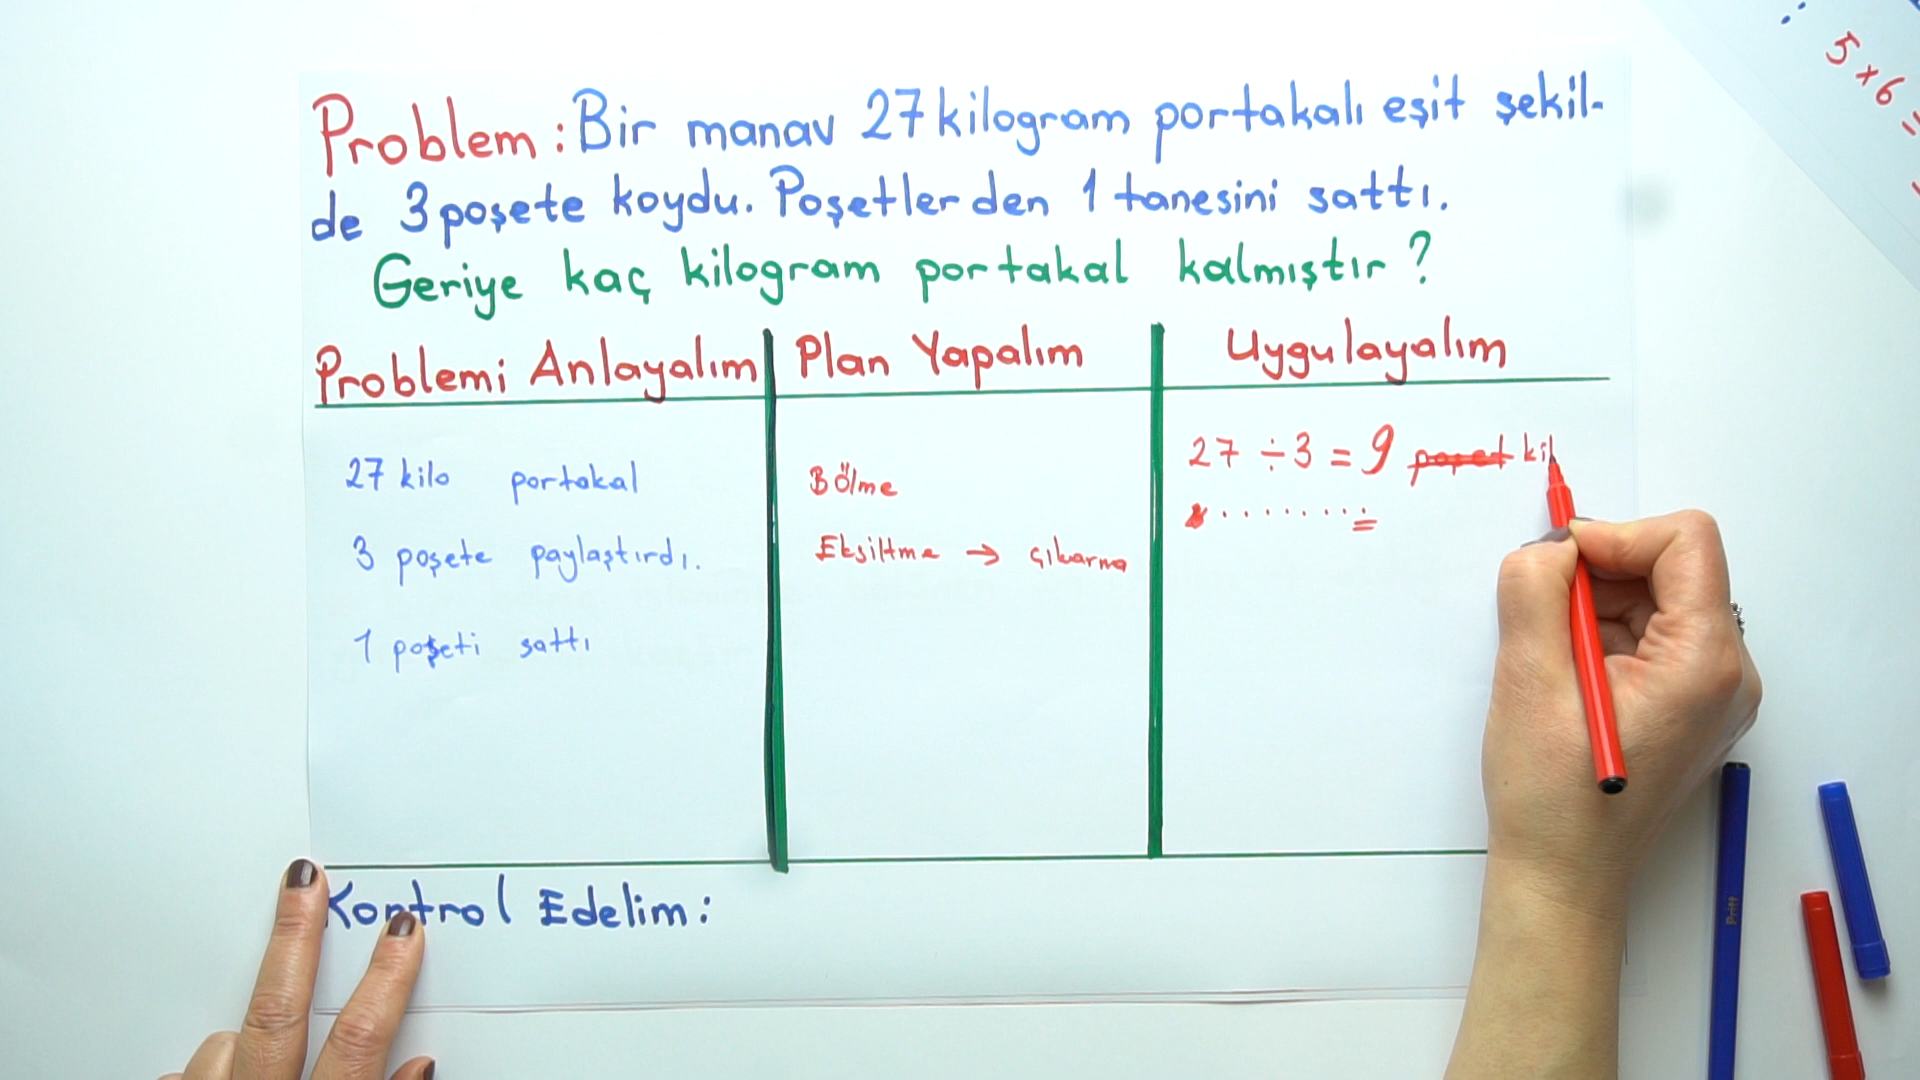 Problem: Bir manav 27 kilogram portakalı eşit şekil-
de 3 poşete koydu. Poşetlerden 1 tanesini sattı.
Geriye kaç kilogram portakal kalmıştır?
Problemi Anlayalım
27 kilo portakal
3 poşete paylaştırdı.
1 poşeti sattı
Plan Yapalım
Bölme
Eksiltme → çıkarma
Uygulayalım
27 ÷ 3 = 9 poşet kil
. . . . . . . . =
Kontrol Edelim:
5 x 6 =
Pritt